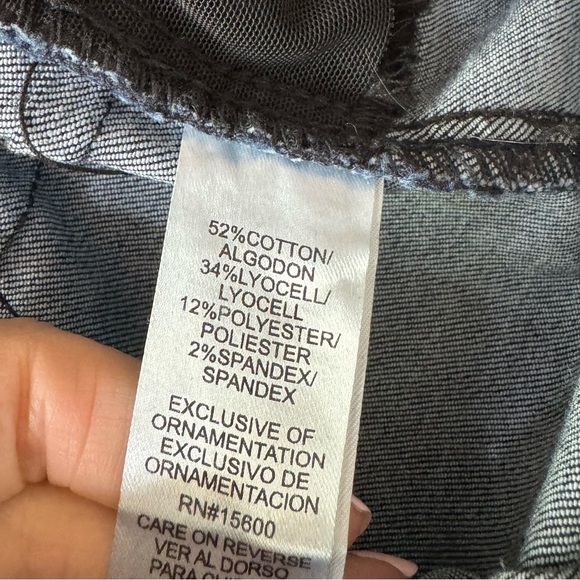 52%COTTON/
ALGODON
34%LYOCELL/
LYOCELL
12%POLYESTER/
POLIESTER
2%SPANDEX/
SPANDEX
EXCLUSIVE OF
ORNAMENTATION
EXCLUSIVO DE
ORNAMENTACION
RN#15600
CARE ON REVERSE
VER AL DORSO
PARA